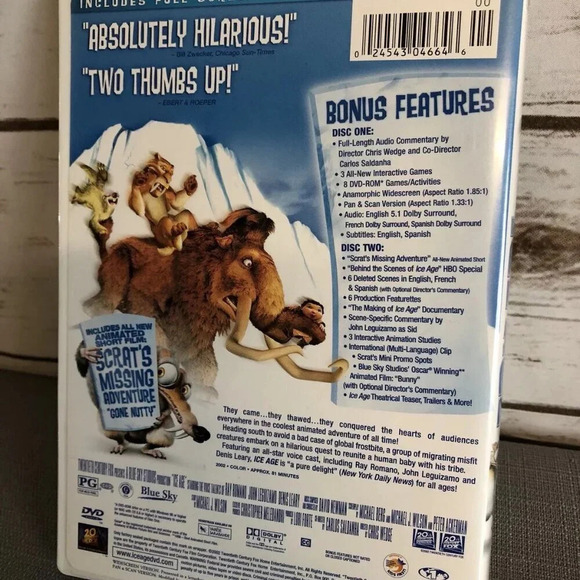 INCLUDES FULL
"ABSOLUTELY HILARIOUS!"
- Bill Zwecker, Chicago Sun-Times
"TWO THUMBS UP!"
- EBERT & ROEPER
00
0 24543 04664 6
BONUS FEATURES
DISC ONE:
• Full-Length Audio Commentary by
Director Chris Wedge and Co-Director
Carlos Saldanha
• 3 All-New Interactive Games
• 8 DVD-ROM* Games/Activities
• Anamorphic Widescreen (Aspect Ratio 1.85:1)
• Pan & Scan Version (Aspect Ratio 1.33:1)
• Audio: English 5.1 Dolby Surround,
French Dolby Surround, Spanish Dolby Surround
• Subtitles: English, Spanish
DISC TWO:
• "Scrat's Missing Adventure" All-New Animated Short
• "Behind the Scenes of Ice Age" HBO Special
• 6 Deleted Scenes in English, French
& Spanish (with Optional Director's Commentary)
• 6 Production Featurettes
• "The Making of Ice Age" Documentary
• Scene-Specific Commentary by
John Leguizamo as Sid
• 3 Interactive Animation Studies
• International (Multi-Language) Clip
• Scrat's Mini Promo Spots
• Blue Sky Studios' Oscar® Winning**
Animated Film: "Bunny"
(with Optional Director's Commentary)
• Ice Age Theatrical Teaser, Trailers & More!
INCLUDES ALL NEW
ANIMATED
SHORT FILM:
SCRAT'S
MISSING
ADVENTURE
"GONE NUTTY"
They came...they thawed...they conquered the hearts of audiences
everywhere in the coolest animated adventure of all time!
Heading south to avoid a bad case of global frostbite, a group of migrating misfit
creatures embark on a hilarious quest to reunite a human baby with his tribe.
Featuring an all-star voice cast, including Ray Romano, John Leguizamo and
Denis Leary, ICE AGE is "a pure delight" (New York Daily News) for all ages!
2002 • COLOR • APPROX. 81 MINUTES
PG
Blue Sky
DVD
DOLBY
DIGITAL
www.iceagedvd.com